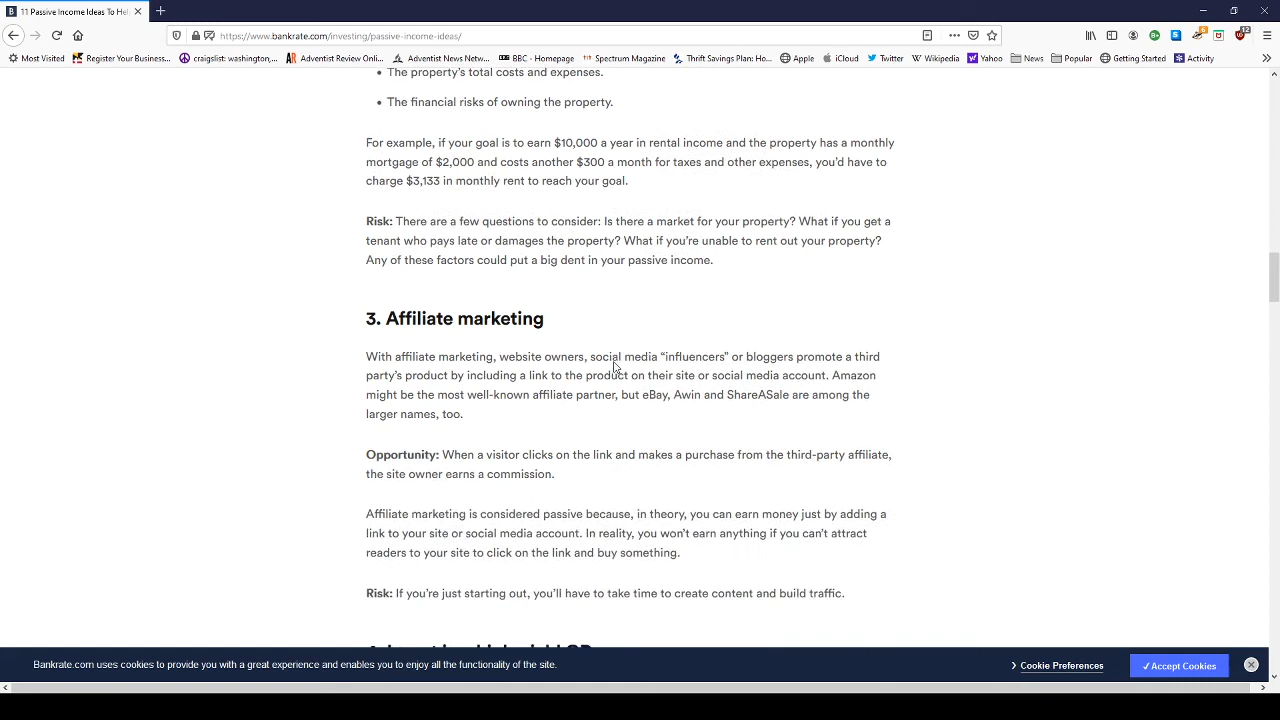 11 Passive Income Ideas To Hel
https://www.bankrate.com/investing/passive-income-ideas/
Most Visited
Register Your Business...
craigslist: washington,...
Adventist Review Onli...
Adventist News Netw...
BBC - Homepage
Spectrum Magazine
Thrift Savings Plan: Ho...
Apple
iCloud
Twitter
Wikipedia
Yahoo
News
Popular
Getting Started
Activity
• The property's total costs and expenses.
• The financial risks of owning the property.
For example, if your goal is to earn $10,000 a year in rental income and the property has a monthly
mortgage of $2,000 and costs another $300 a month for taxes and other expenses, you'd have to
charge $3,133 in monthly rent to reach your goal.
Risk: There are a few questions to consider: Is there a market for your property? What if you get a
tenant who pays late or damages the property? What if you're unable to rent out your property?
Any of these factors could put a big dent in your passive income.
3. Affiliate marketing
With affiliate marketing, website owners, social media “influencers” or bloggers promote a third
party's product by including a link to the product on their site or social media account. Amazon
might be the most well-known affiliate partner, but eBay, Awin and ShareASale are among the
larger names, too.
Opportunity: When a visitor clicks on the link and makes a purchase from the third-party affiliate,
the site owner earns a commission.
Affiliate marketing is considered passive because, in theory, you can earn money just by adding a
link to your site or social media account. In reality, you won't earn anything if you can't attract
readers to your site to click on the link and buy something.
Risk: If you're just starting out, you'll have to take time to create content and build traffic.
Bankrate.com uses cookies to provide you with a great experience and enables you to enjoy all the functionality of the site.
Cookie Preferences
✓Accept Cookies